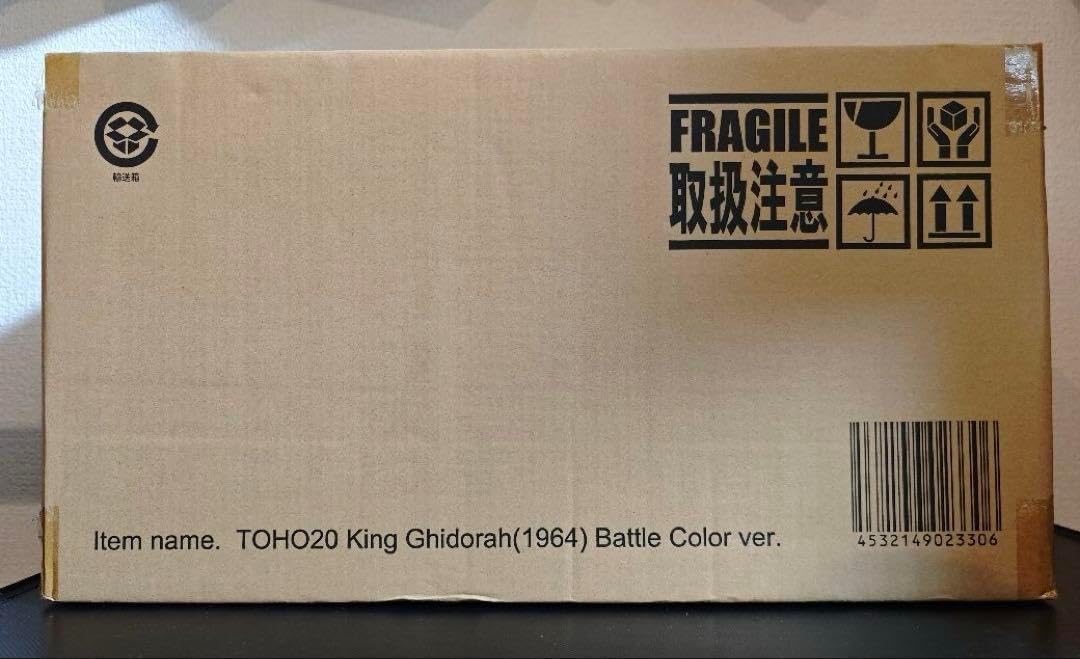 輸送箱
FRAGILE
取扱注意
Item name. TOHO20 King Ghidorah(1964) Battle Color ver.
4532149023306